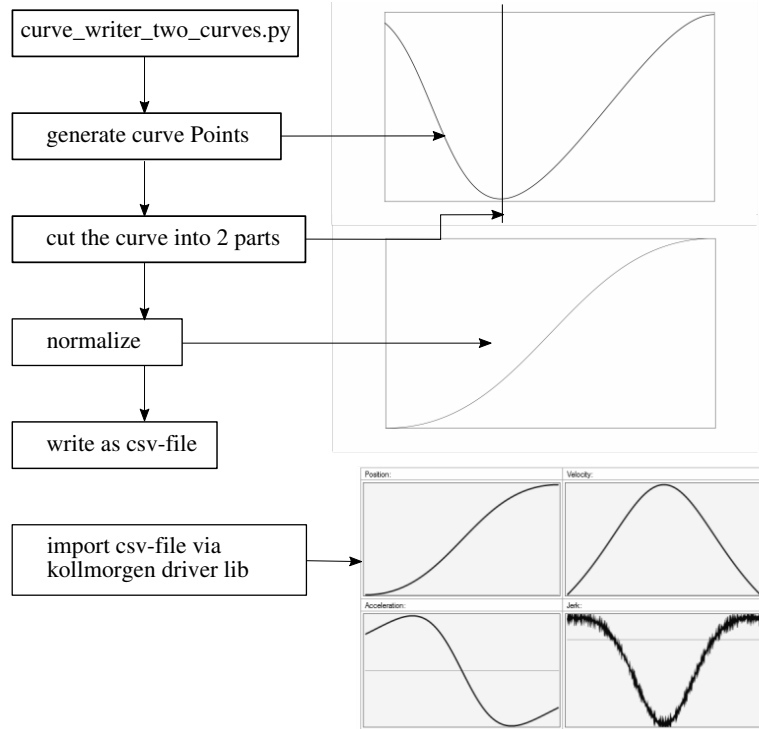 curve_writer_two_curves.py
generate curve Points
cut the curve into 2 parts
normalize
write as csv-file
import csv-file via
kollmorgen driver lib
Position:
Velocity:
Acceleration:
Jerk: